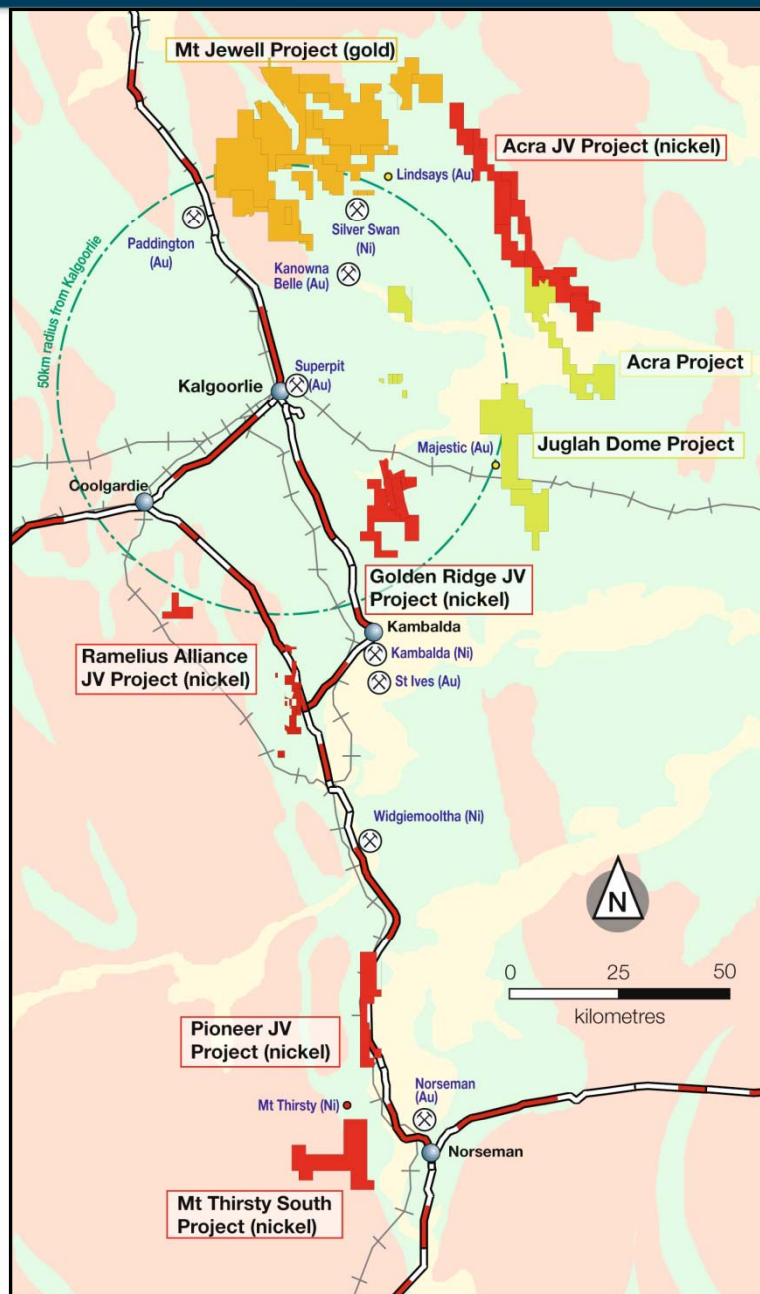 Mt Jewell Project (gold)
Acra JV Project (nickel)
Lindsays (Au)
Paddington
(Au)
Silver Swan
(Ni)
Kanowna
Belle (Au)
50km radius from Kalgoorlie
Superpit
(Au)
Kalgoorlie
Acra Project
Majestic (Au)
Juglah Dome Project
Coolgardie
Golden Ridge JV
Project (nickel)
Kambalda
Ramelius Alliance
JV Project (nickel)
Kambalda (Ni)
St Ives (Au)
Widgiemooltha (Ni)
N
0 25 50
kilometres
Pioneer JV
Project (nickel)
Norseman
(Au)
Mt Thirsty (Ni)
Norseman
Mt Thirsty South
Project (nickel)